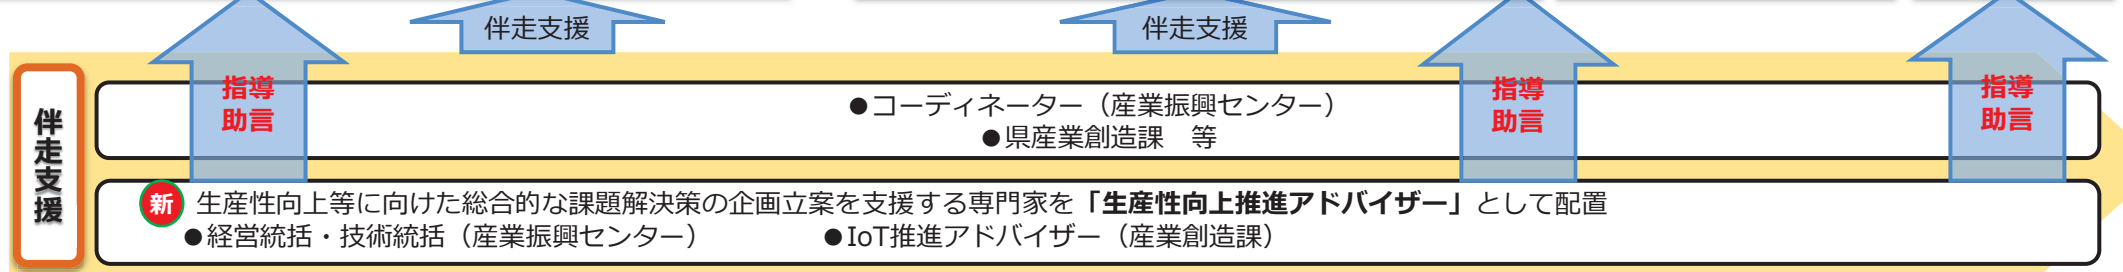 伴走支援
伴走支援
指導
助言
指導
助言
指導
助言
伴走支援
●コーディネーター（産業振興センター）
●県産業創造課　等
新 生産性向上等に向けた総合的な課題解決策の企画立案を支援する専門家を「生産性向上推進アドバイザー」として配置
●経営統括・技術統括（産業振興センター）　　　●IoT推進アドバイザー（産業創造課）